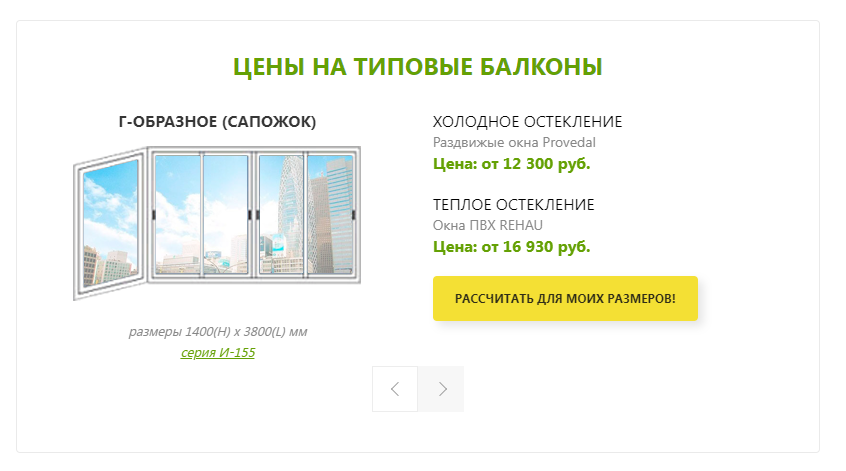 ЦЕНЫ НА ТИПОВЫЕ БАЛКОНЫ
Г-ОБРАЗНОЕ (САПОЖОК)
размеры 1400(H) x 3800(L) мм
серия И-155
ХОЛОДНОЕ ОСТЕКЛЕНИЕ
Раздвижые окна Provedal
Цена: от 12 300 руб.
ТЕПЛОЕ ОСТЕКЛЕНИЕ
Окна ПВХ REHAU
Цена: от 16 930 руб.
РАССЧИТАТЬ ДЛЯ МОИХ РАЗМЕРОВ!